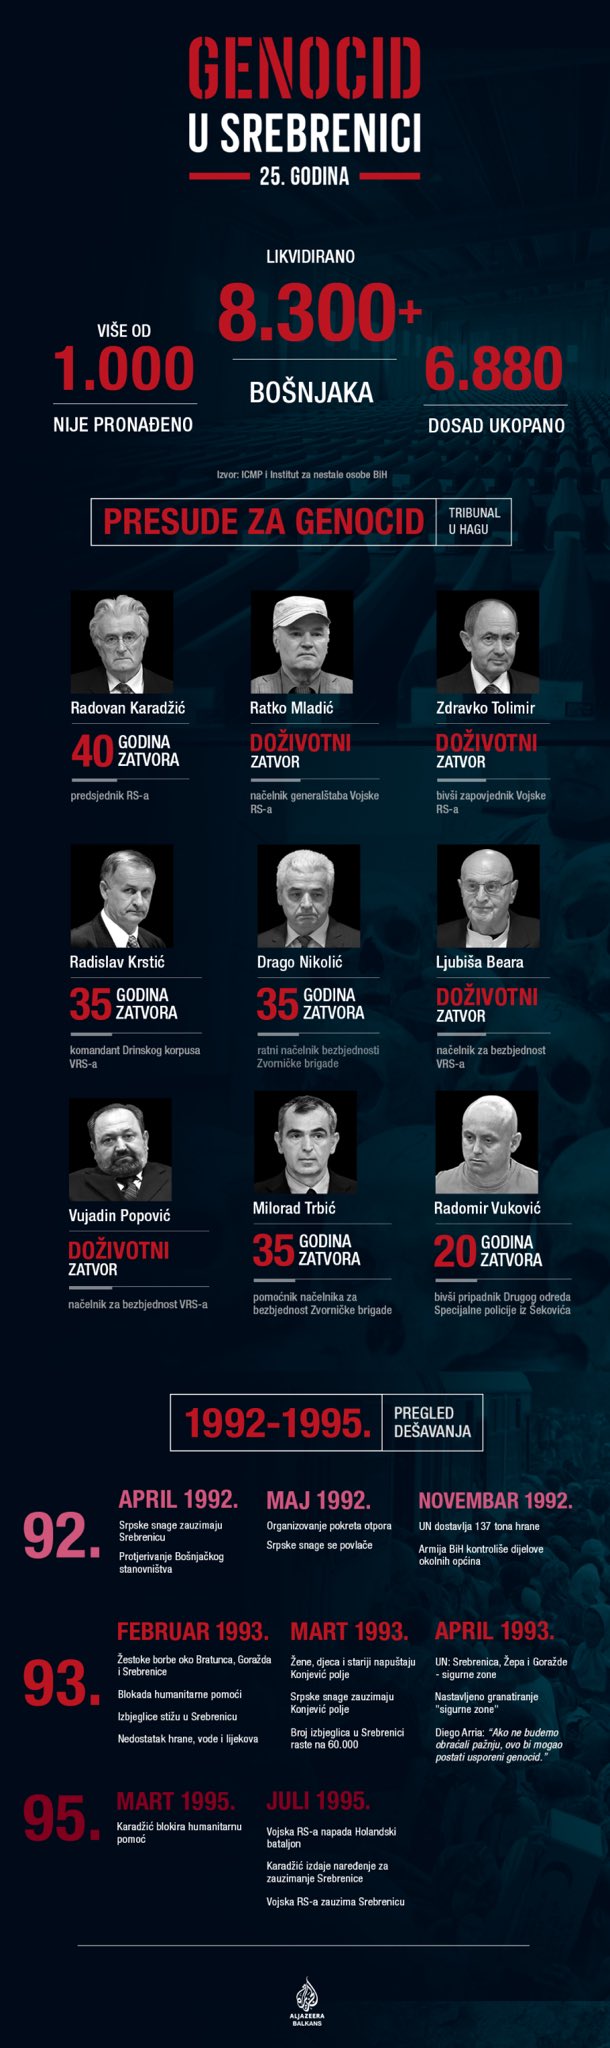 GENOCID
U SREBRENICI
25. GODINA
LIKVIDIRANO
8.300+
BOŠNJAKA
VIŠE OD
1.000
NIJE PRONAĐENO
6.880
DOSAD UKOPANO
Izvor: ICMP i Institut za nestale osobe BiH
PRESUDE ZA GENOCID
TRIBUNAL
U HAGU
Radovan Karadžić
40 GODINA
ZATVORA
predsjednik RS-a
Ratko Mladić
DOŽIVOTNI
ZATVOR
načelnik generalštaba Vojske
RS-a
Zdravko Tolimir
DOŽIVOTNI
ZATVOR
bivši zapovjednik Vojske
RS-a
Radislav Krstić
35 GODINA
ZATVORA
komandant Drinskog korpusa
VRS-a
Drago Nikolić
35 GODINA
ZATVORA
ratni načelnik bezbjednosti
Zvorničke brigade
Ljubiša Beara
DOŽIVOTNI
ZATVOR
načelnik za bezbjednost
VRS-a
Vujadin Popović
DOŽIVOTNI
ZATVOR
načelnik za bezbjednost VRS-a
Milorad Trbić
35 GODINA
ZATVORA
pomoćnik načelnika za
bezbjednost Zvorničke brigade
Radomir Vuković
20 GODINA
ZATVORA
bivši pripadnik Drugog odreda
Specijalne policije iz Šekovića
1992-1995.
PREGLED
DEŠAVANJA
92.
APRIL 1992.
Srpske snage zauzimaju
Srebrenicu
Protjerivanje Bošnjačkog
stanovništva
MAJ 1992.
Organizovanje pokreta otpora
Srpske snage se povlače
NOVEMBAR 1992.
UN dostavlja 137 tona hrane
Armija BiH kontroliše dijelove
okolnih općina
93.
FEBRUAR 1993.
Žestoke borbe oko Bratunca, Goražda
i Srebrenice
Blokada humanitarne pomoći
Izbjeglice stižu u Srebrenicu
Nedostatak hrane, vode i lijekova
MART 1993.
Žene, djeca i stariji napuštaju
Konjević polje
Srpske snage zauzimaju
Konjević polje
Broj izbjeglica u Srebrenici
raste na 60.000
APRIL 1993.
UN: Srebrenica, Žepa i Goražde
- sigurne zone
Nastavljeno granatiranje
"sigurne zone"
Diego Arria: "Ako ne budemo
obraćali pažnju, ovo bi mogao
postati usporeni genocid."
95.
MART 1995.
Karadžić blokira humanitarnu
pomoć
JULI 1995.
Vojska RS-a napada Holandski
bataljon
Karadžić izdaje naređenje za
zauzimanje Srebrenice
Vojska RS-a zauzima Srebrenicu
ALJAZEERA
BALKANS